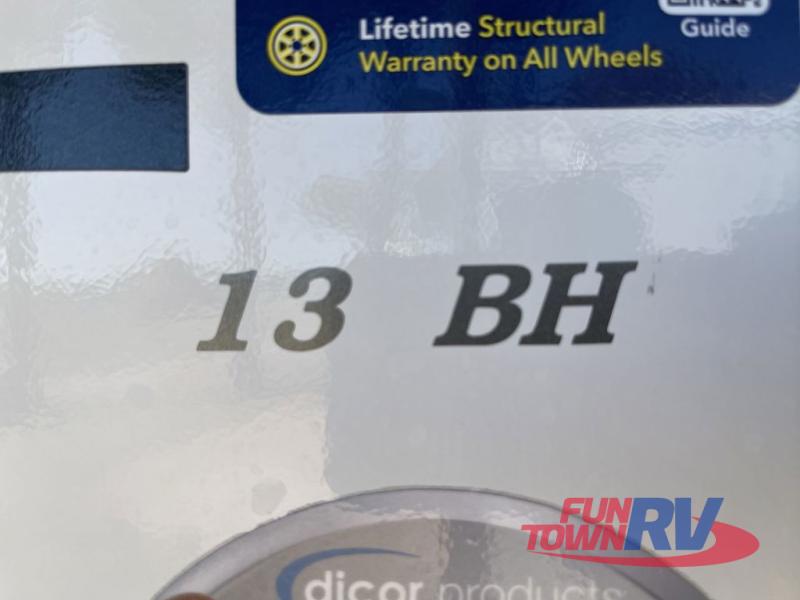 Lifetime Structural
Warranty on All Wheels
Guide
13 BH
FUN
TOWN RV
dicor products